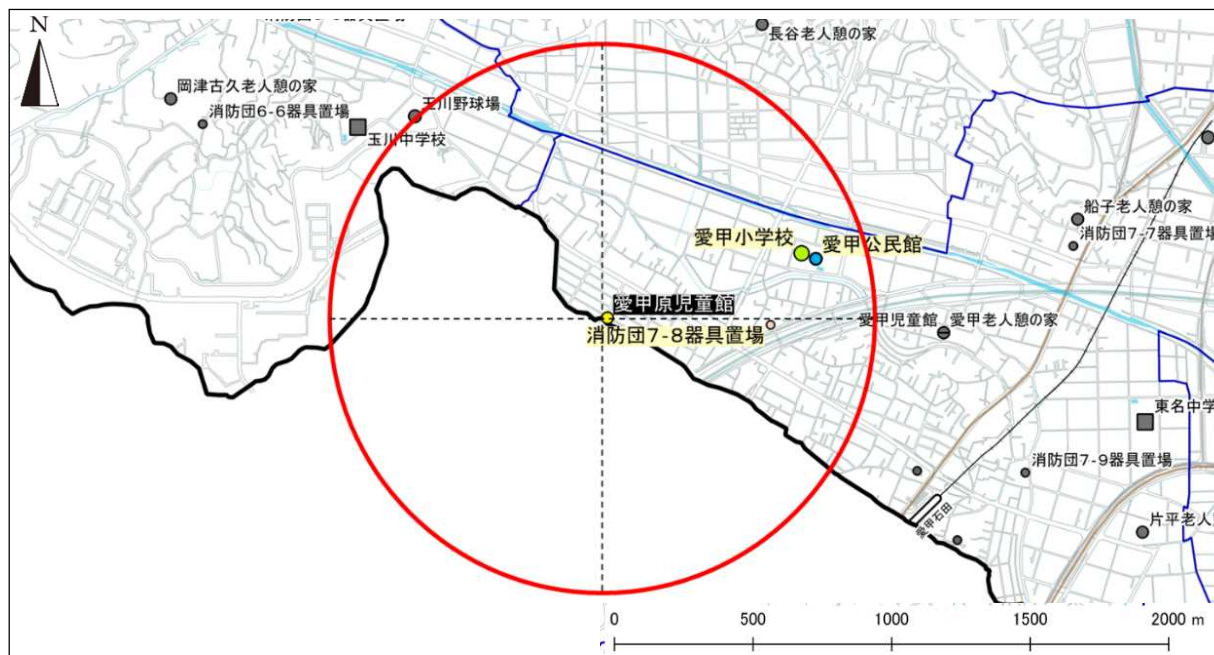 N
長谷老人憩の家
岡津古久老人憩の家
消防団6-6器具置場
玉川野球場
玉川中学校
船子老人憩の家
消防団7-7器具置場
愛甲小学校
愛甲公民館
愛甲原児童館
消防団7-8器具置場
愛甲児童館
愛甲老人憩の家
東名中学
消防団7-9器具置場
愛甲石田
片平老人
0 500 1000 1500 2000 m